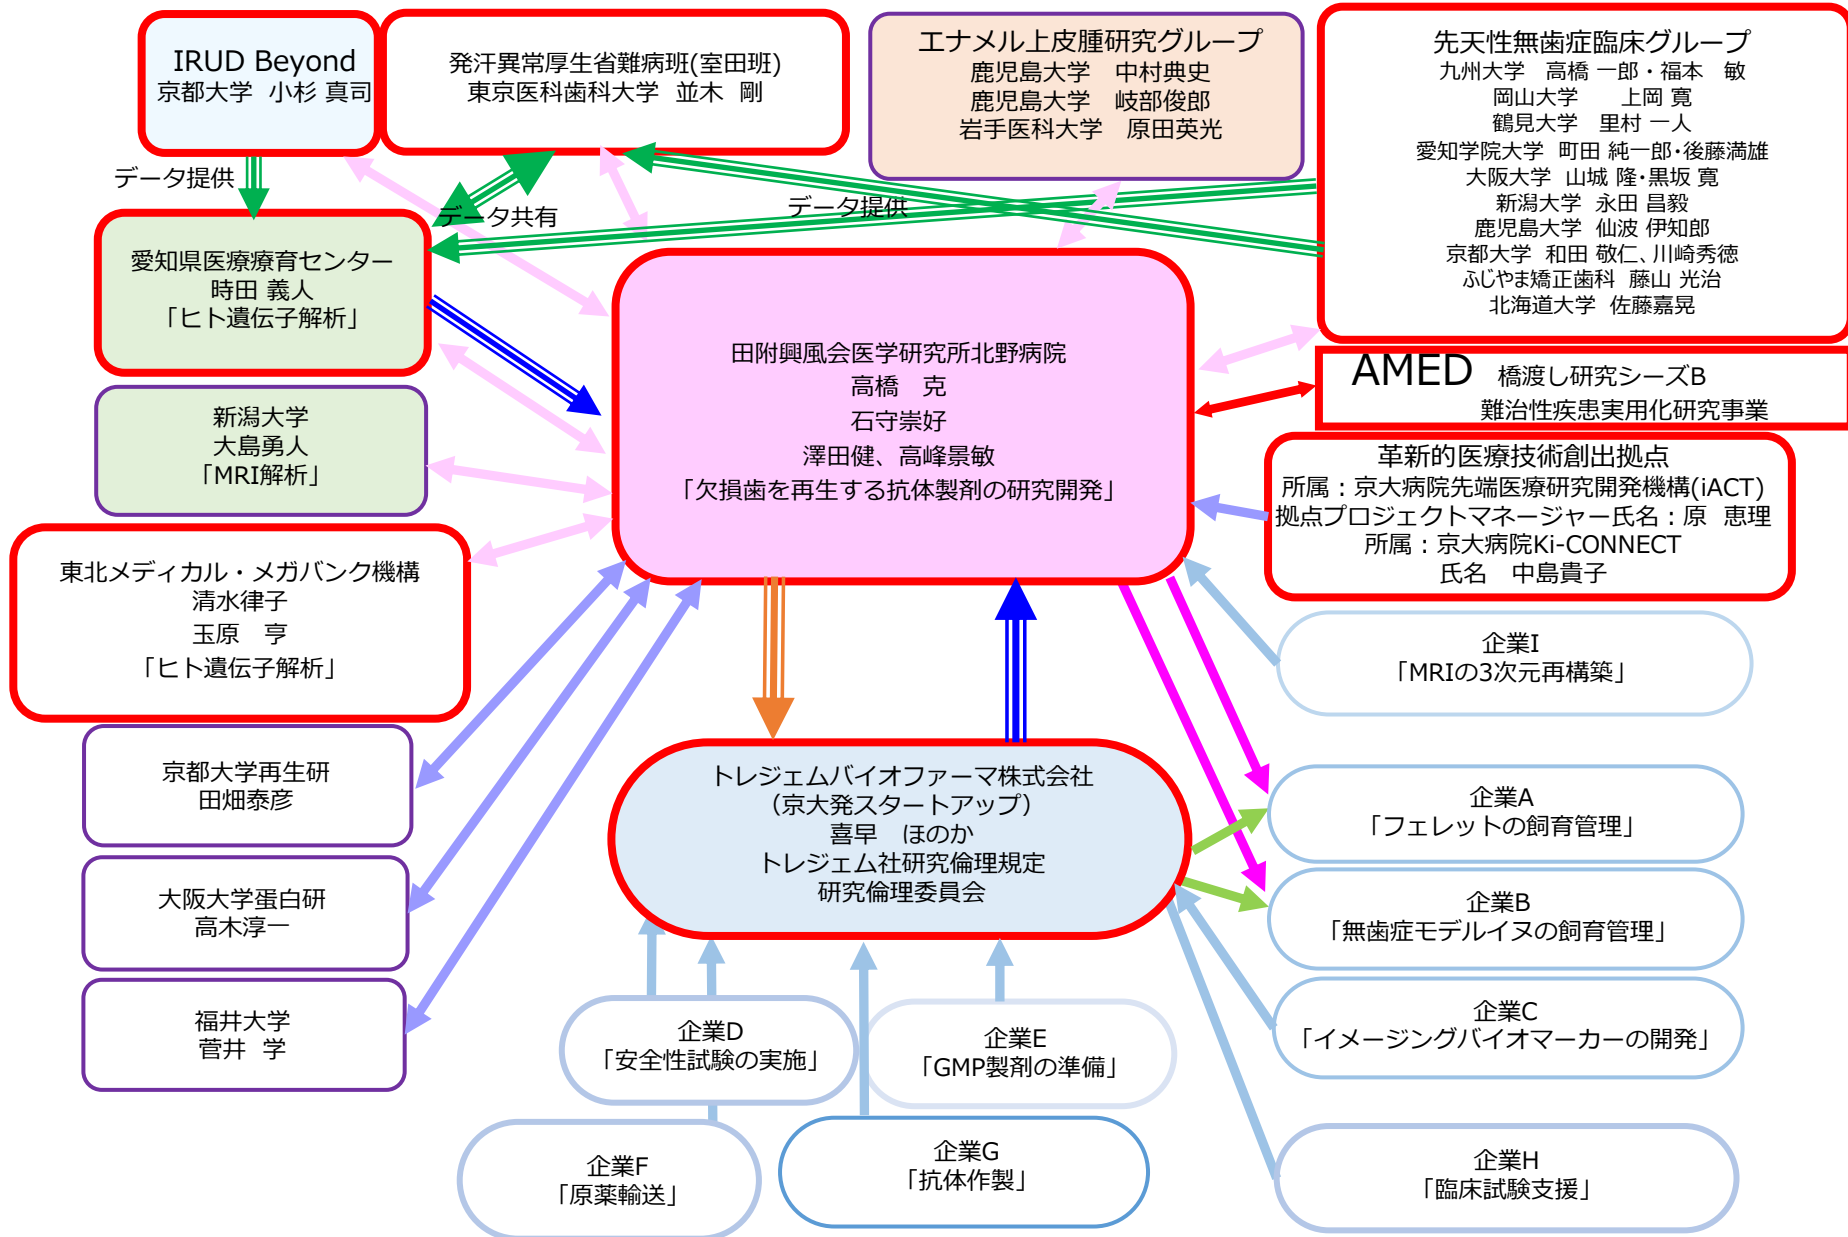 IRUD Beyond
京都大学 小杉 真司
発汗異常厚生省難病班(室田班)
東京医科歯科大学 並木 剛
エナメル上皮腫研究グループ
鹿児島大学 中村典史
鹿児島大学 岐部俊郎
岩手医科大学 原田英光
先天性無歯症臨床グループ
九州大学 高橋 一郎・福本 敏
岡山大学 上岡 寛
鶴見大学 里村 一人
愛知学院大学 町田 純一郎・後藤満雄
大阪大学 山城 隆・黒坂 寛
新潟大学 永田 昌毅
鹿児島大学 仙波 伊知郎
京都大学 和田 敬仁、川崎秀徳
ふじやま矯正歯科 藤山 光治
北海道大学 佐藤嘉晃
データ提供
データ共有
データ提供
愛知県医療療育センター
時田 義人
「ヒト遺伝子解析」
田附興風会医学研究所北野病院
高橋 克
石守崇好
澤田健、高峰景敏
「欠損歯を再生する抗体製剤の研究開発」
AMED 橋渡し研究シーズB
難治性疾患実用化研究事業
新潟大学
大島勇人
「MRI解析」
革新的医療技術創出拠点
所属：京大病院先端医療研究開発機構(iACT)
拠点プロジェクトマネージャー氏名：原 恵理
所属：京大病院Ki-CONNECT
氏名 中島貴子
東北メディカル・メガバンク機構
清水律子
玉原 亨
「ヒト遺伝子解析」
企業I
「MRIの3次元再構築」
京都大学再生研
田畑泰彦
トレジェムバイオファーマ株式会社
（京大発スタートアップ）
喜早 ほのか
トレジェム社研究倫理規定
研究倫理委員会
企業A
「フェレットの飼育管理」
大阪大学蛋白研
高木淳一
企業B
「無歯症モデルイヌの飼育管理」
福井大学
菅井 学
企業D
「安全性試験の実施」
企業E
「GMP製剤の準備」
企業C
「イメージングバイオマーカーの開発」
企業F
「原薬輸送」
企業G
「抗体作製」
企業H
「臨床試験支援」